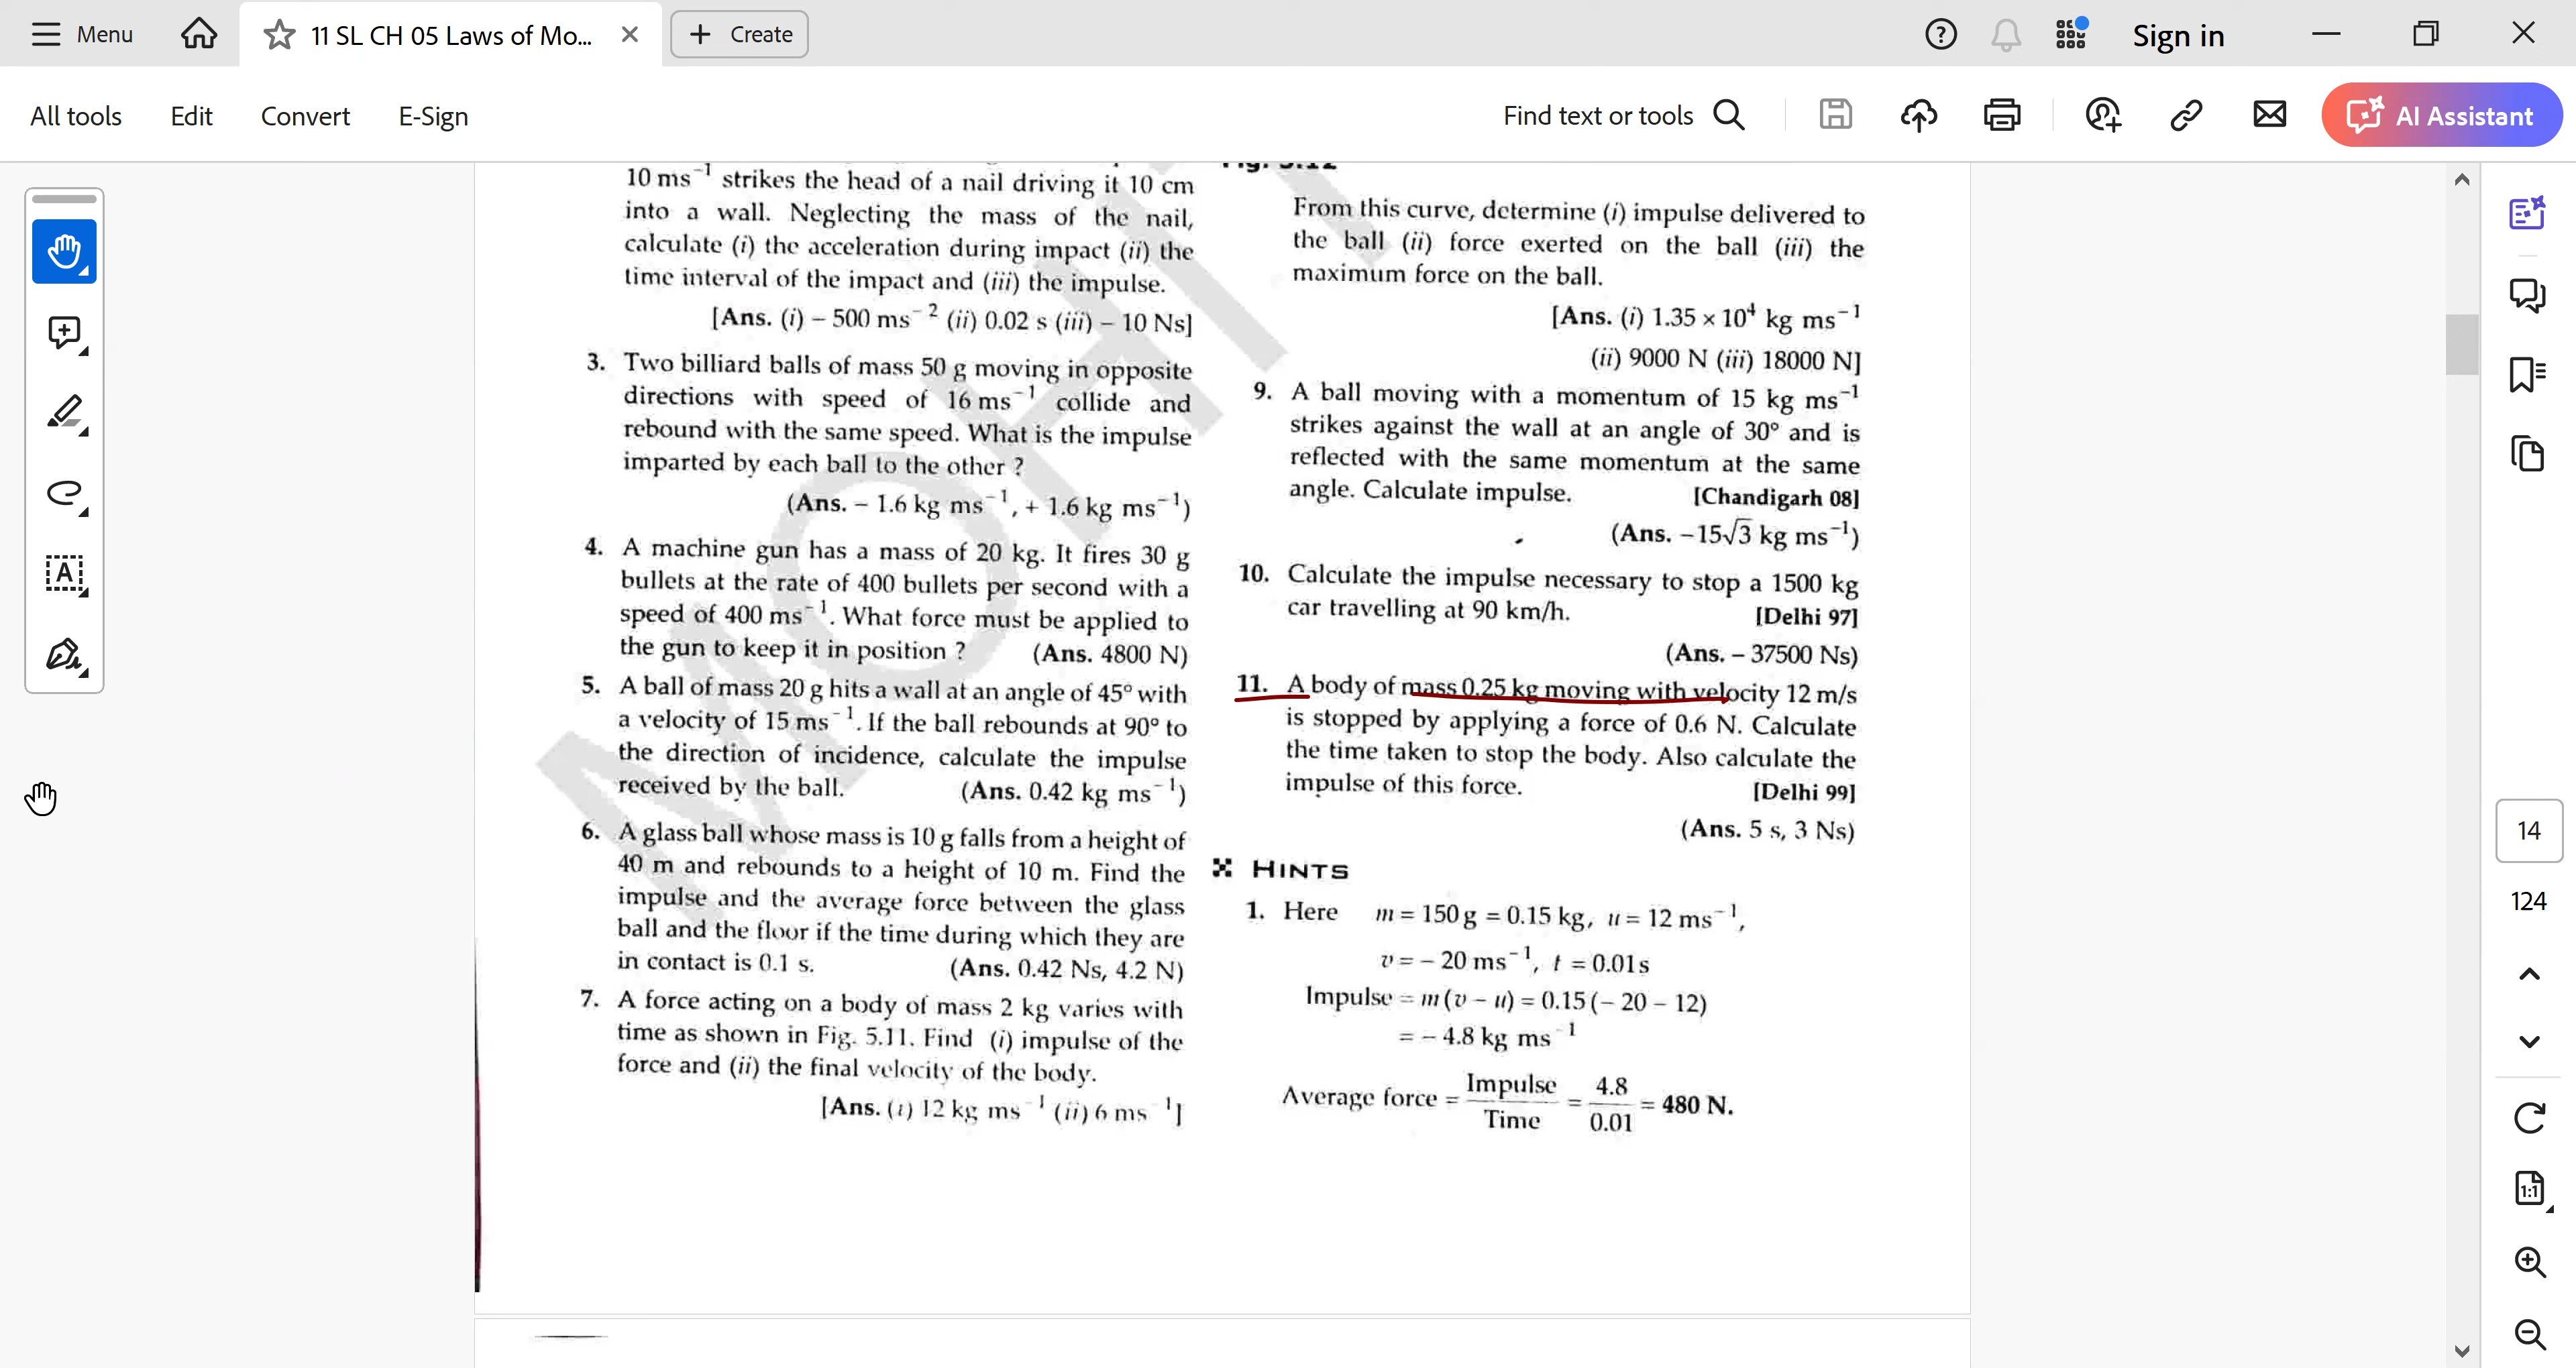 Menu
11 SL CH 05 Laws of Mo...
Create
Sign in
All tools
Edit
Convert
E-Sign
Find text or tools
AI Assistant
10 ms⁻¹ strikes the head of a nail driving it 10 cm
into a wall. Neglecting the mass of the nail,
calculate (i) the acceleration during impact (ii) the
time interval of the impact and (iii) the impulse.
[Ans. (i) – 500 ms⁻² (ii) 0.02 s (iii) – 10 Ns]
3. Two billiard balls of mass 50 g moving in opposite
directions with speed of 16 ms⁻¹ collide and
rebound with the same speed. What is the impulse
imparted by each ball to the other ?
(Ans. – 1.6 kg ms⁻¹, + 1.6 kg ms⁻¹)
4. A machine gun has a mass of 20 kg. It fires 30 g
bullets at the rate of 400 bullets per second with a
speed of 400 ms⁻¹. What force must be applied to
the gun to keep it in position ? (Ans. 4800 N)
5. A ball of mass 20 g hits a wall at an angle of 45° with
a velocity of 15 ms⁻¹. If the ball rebounds at 90° to
the direction of incidence, calculate the impulse
received by the ball. (Ans. 0.42 kg ms⁻¹)
6. A glass ball whose mass is 10 g falls from a height of
40 m and rebounds to a height of 10 m. Find the
impulse and the average force between the glass
ball and the floor if the time during which they are
in contact is 0.1 s. (Ans. 0.42 Ns, 4.2 N)
7. A force acting on a body of mass 2 kg varies with
time as shown in Fig. 5.11. Find (i) impulse of the
force and (ii) the final velocity of the body.
[Ans. (i) 12 kg ms⁻¹ (ii) 6 ms⁻¹]
Fig. 5.12
From this curve, determine (i) impulse delivered to
the ball (ii) force exerted on the ball (iii) the
maximum force on the ball.
[Ans. (i) 1.35 × 10⁴ kg ms⁻¹
(ii) 9000 N (iii) 18000 N]
9. A ball moving with a momentum of 15 kg ms⁻¹
strikes against the wall at an angle of 30° and is
reflected with the same momentum at the same
angle. Calculate impulse. [Chandigarh 08]
(Ans. –15√3 kg ms⁻¹)
10. Calculate the impulse necessary to stop a 1500 kg
car travelling at 90 km/h. [Delhi 97]
(Ans. – 37500 Ns)
11. A body of mass 0.25 kg moving with velocity 12 m/s
is stopped by applying a force of 0.6 N. Calculate
the time taken to stop the body. Also calculate the
impulse of this force. [Delhi 99]
(Ans. 5 s, 3 Ns)
HINTS
1. Here m = 150 g = 0.15 kg, u = 12 ms⁻¹,
v = – 20 ms⁻¹, t = 0.01 s
Impulse = m (v – u) = 0.15 (– 20 – 12)
= – 4.8 kg ms⁻¹
Average force = Impulse / Time = 4.8 / 0.01 = 480 N.
14
124
1:1